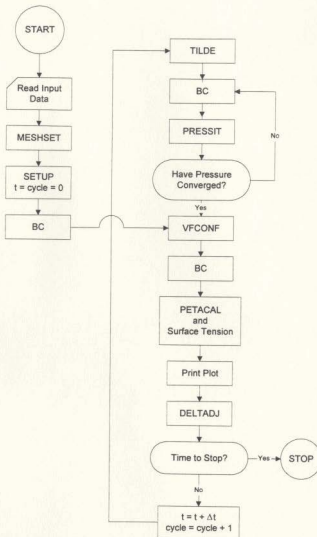 START
Read Input
Data
MESHSET
SETUP
t = cycle = 0
BC
TILDE
BC
PRESSIT
No
Have Pressure
Converged?
Yes
VFCONF
BC
PETACAL
and
Surface Tension
Print Plot
DELTADJ
Time to Stop?
Yes
STOP
No
t = t + Δt
cycle = cycle + 1